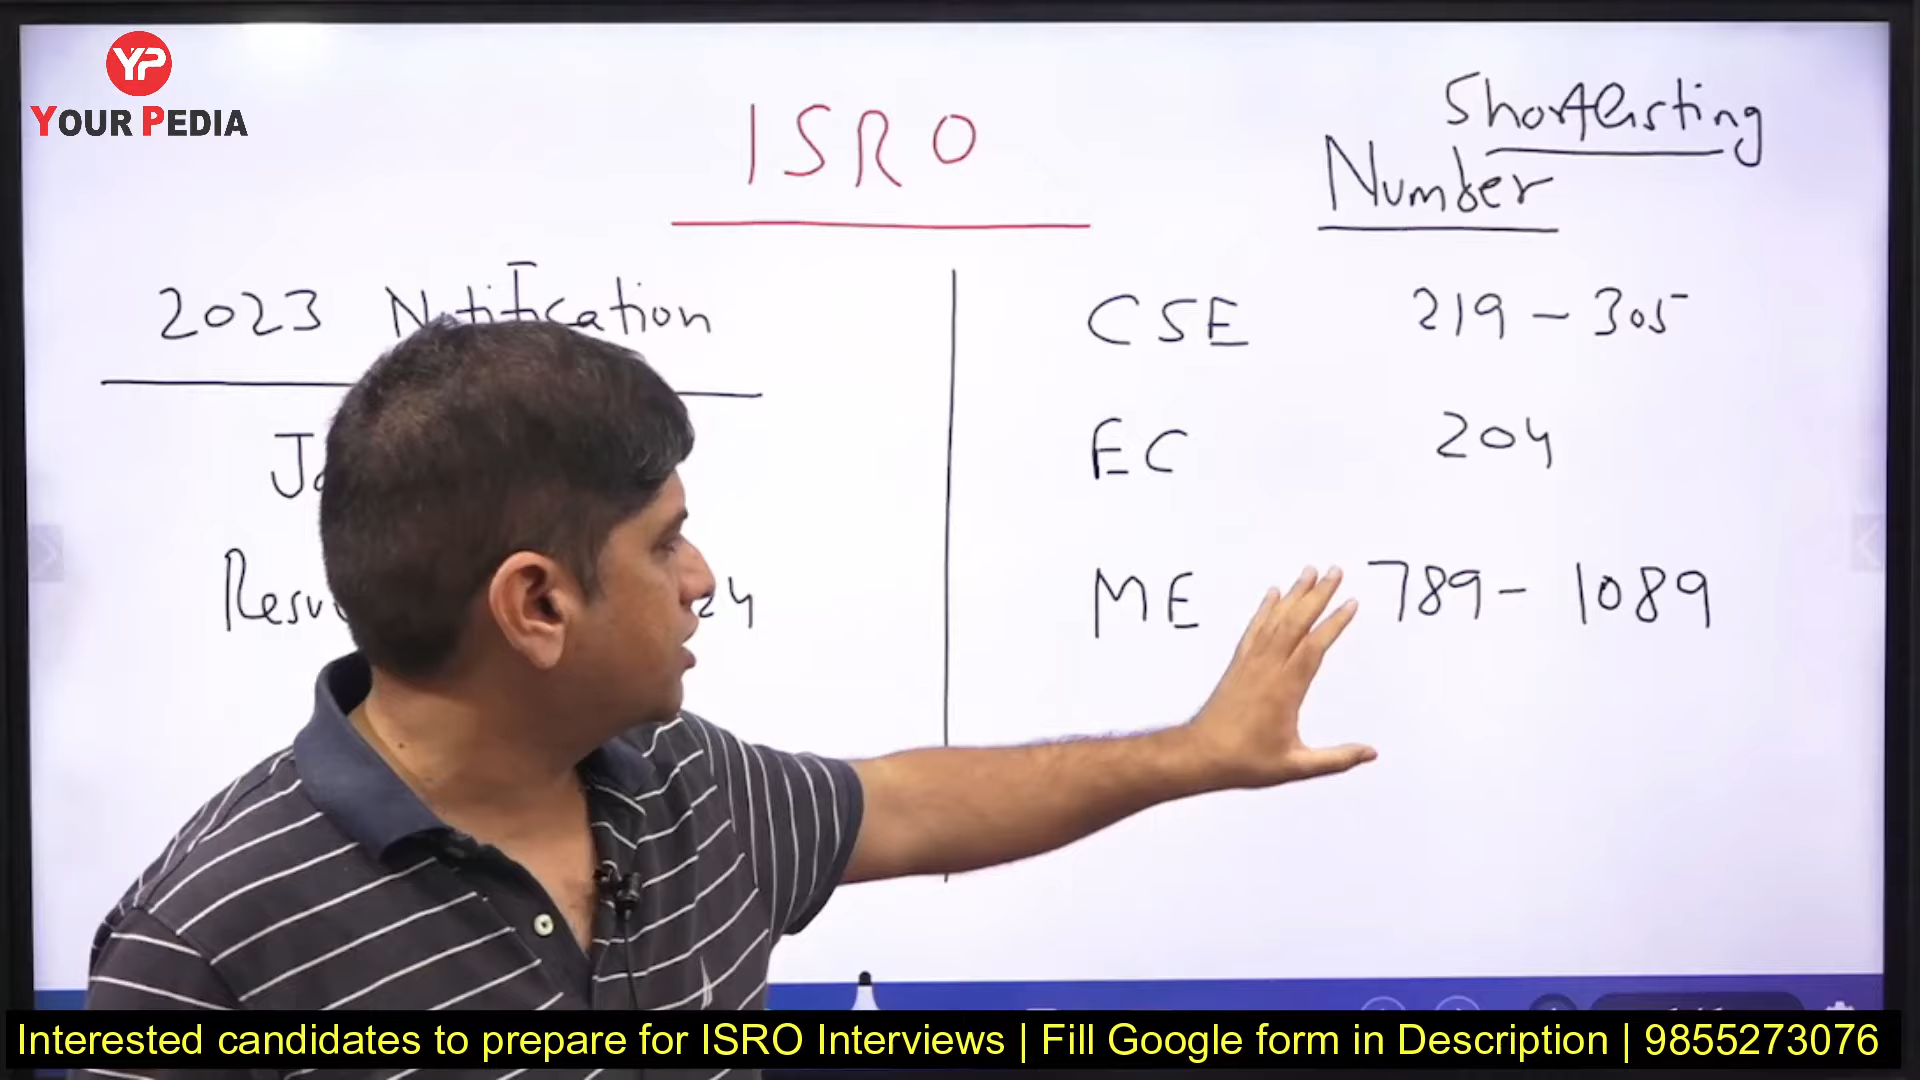 YP
YOUR PEDIA
ISRO
Shortlisting
Number
2023 Notification
24
CSE 219 - 305
EC 204
ME 789 - 1089
Interested candidates to prepare for ISRO Interviews | Fill Google form in Description | 9855273076